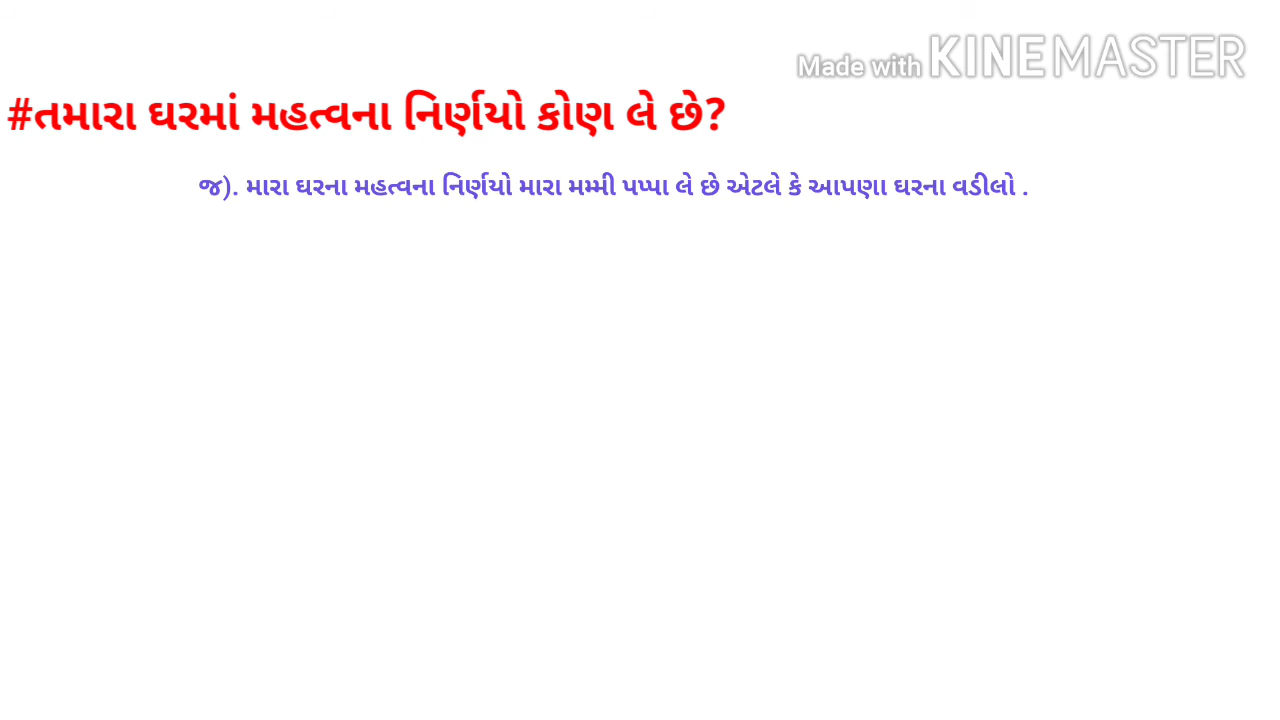 Made with KINEMASTER
#તમારા ઘરમાં મહત્વના નિર્ણયો કોણ લે છે?
જ). મારા ઘરના મહત્વના નિર્ણયો મારા મમ્મી પપ્પા લે છે એટલે કે આપણા ઘરના વડીલો .